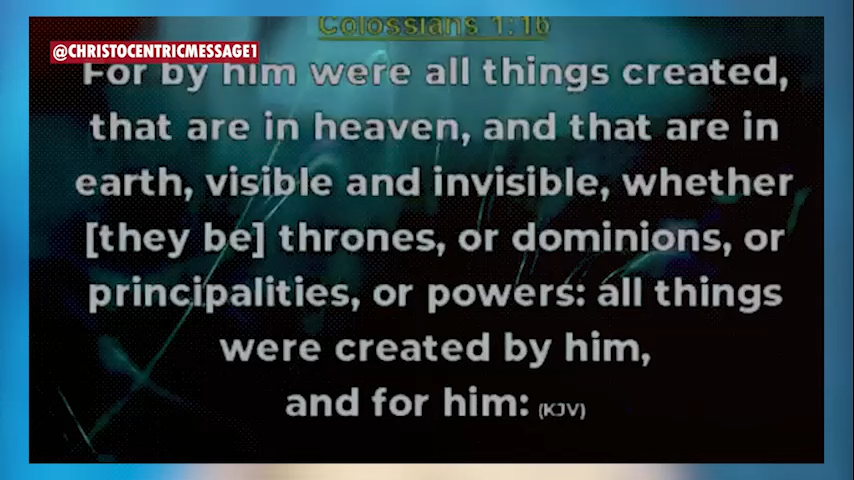 Colossians 1:16
@CHRISTOCENTRICMESSAGE1
For by him were all things created,
that are in heaven, and that are in
earth, visible and invisible, whether
[they be] thrones, or dominions, or
principalities, or powers: all things
were created by him,
and for him: (KJV)